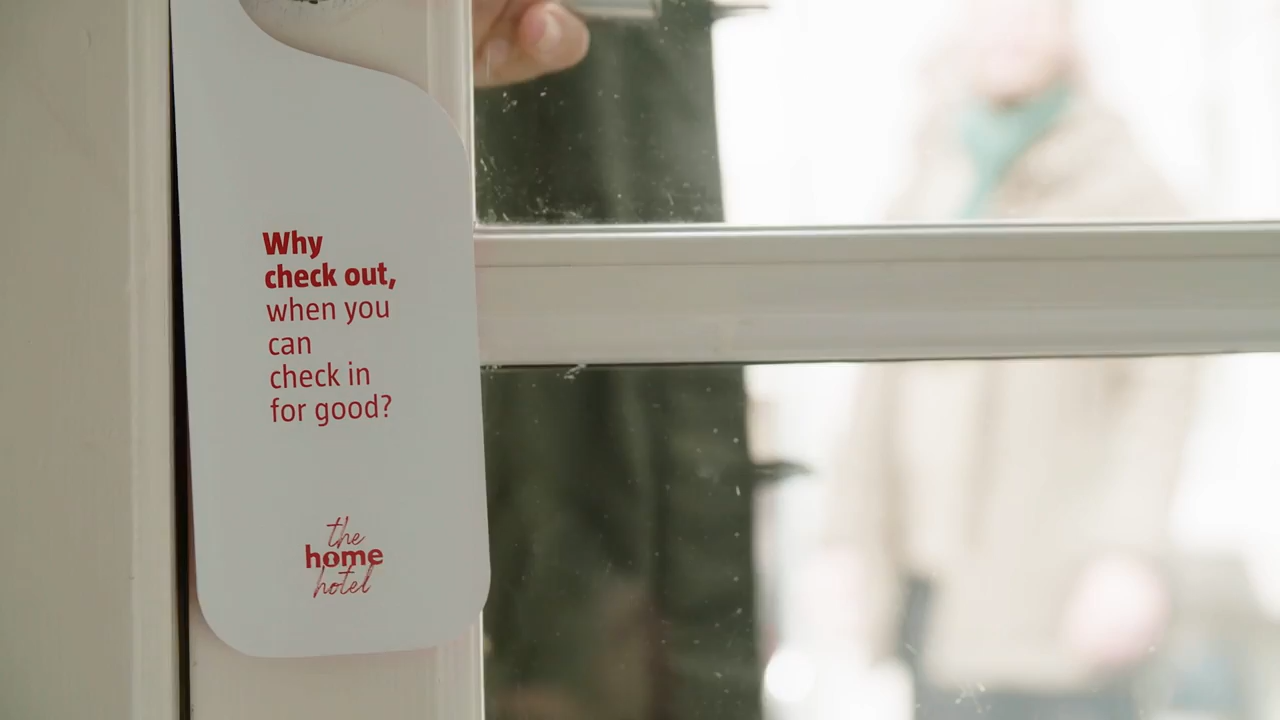 Why
check out,
when you
can
check in
for good?
the
home
hotel